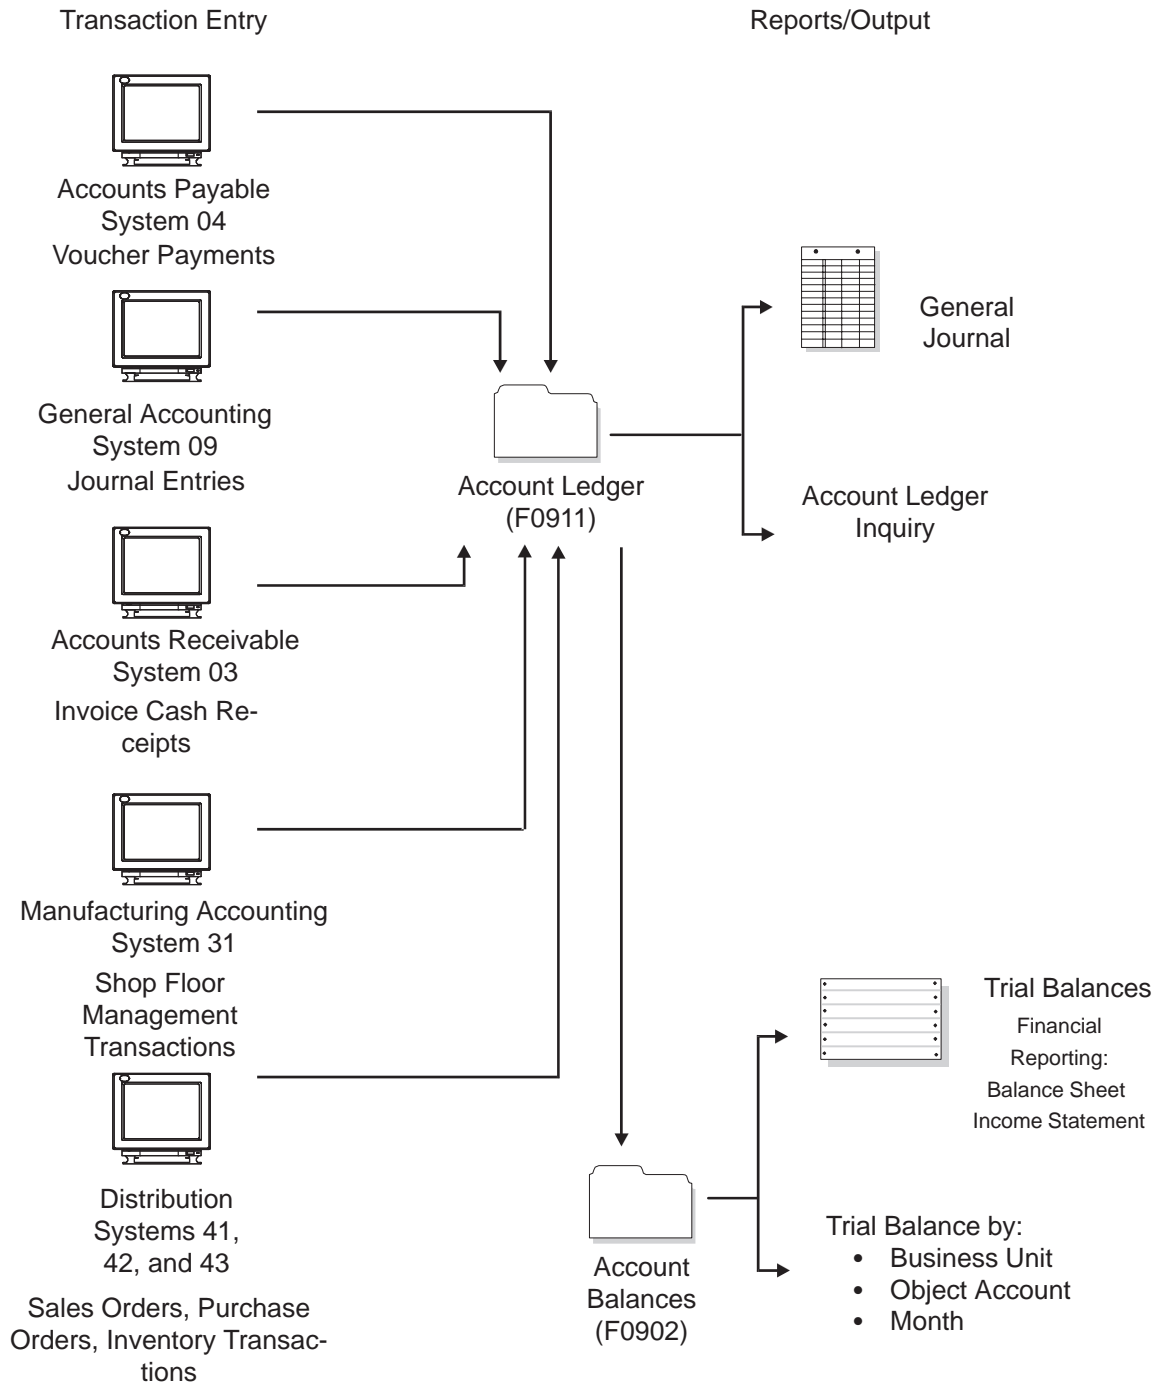 Transaction Entry
Reports/Output
Accounts Payable
System 04
Voucher Payments
General Accounting
System 09
Journal Entries
Accounts Receivable
System 03
Invoice Cash Re-
ceipts
Manufacturing Accounting
System 31
Shop Floor
Management
Transactions
Distribution
Systems 41,
42, and 43
Sales Orders, Purchase
Orders, Inventory Transac-
tions
Account Ledger
(F0911)
General
Journal
Account Ledger
Inquiry
Account
Balances
(F0902)
Trial Balances
Financial
Reporting:
Balance Sheet
Income Statement
Trial Balance by:
• Business Unit
• Object Account
• Month